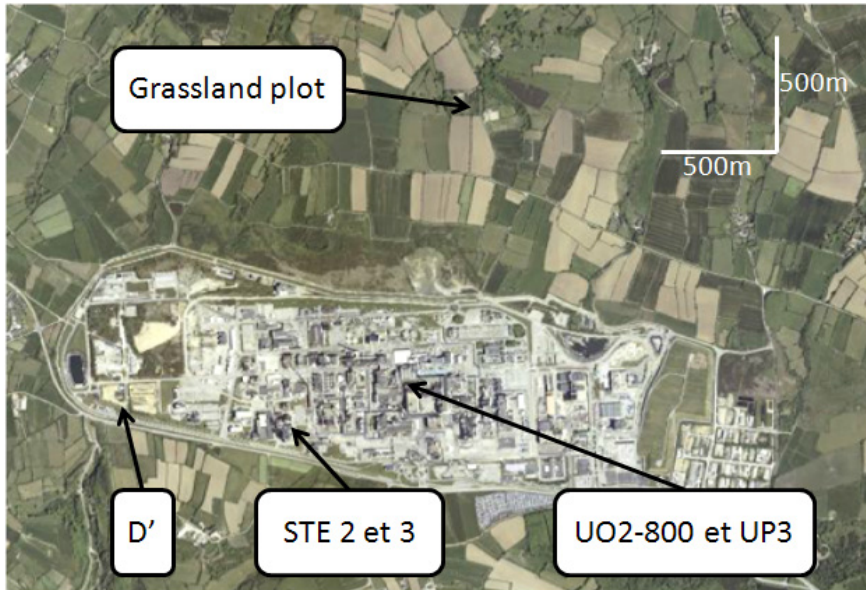 Grassland plot
500m
500m
D'
STE 2 et 3
UO2-800 et UP3